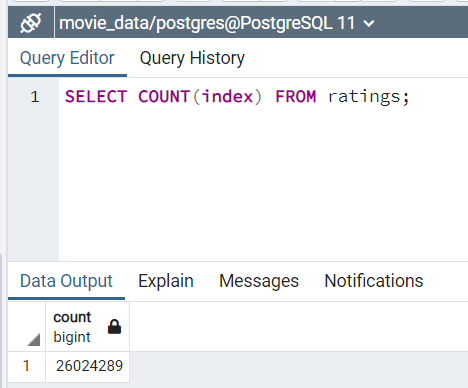 movie_data/postgres@PostgreSQL 11
Query Editor Query History
1 SELECT COUNT(index) FROM ratings;
Data Output Explain Messages Notifications
count
bigint
1 26024289